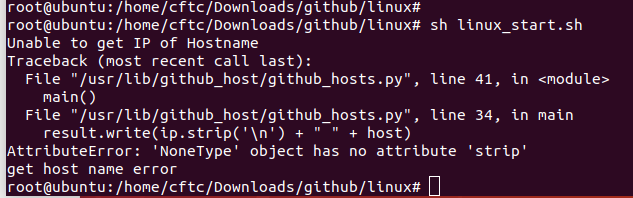 root@ubuntu:/home/cftc/Downloads/github/linux#
root@ubuntu:/home/cftc/Downloads/github/linux# sh linux_start.sh
Unable to get IP of Hostname
Traceback (most recent call last):
  File "/usr/lib/github_host/github_hosts.py", line 41, in <module>
    main()
  File "/usr/lib/github_host/github_hosts.py", line 34, in main
    result.write(ip.strip('\n') + " " + host)
AttributeError: 'NoneType' object has no attribute 'strip'
get host name error
root@ubuntu:/home/cftc/Downloads/github/linux#